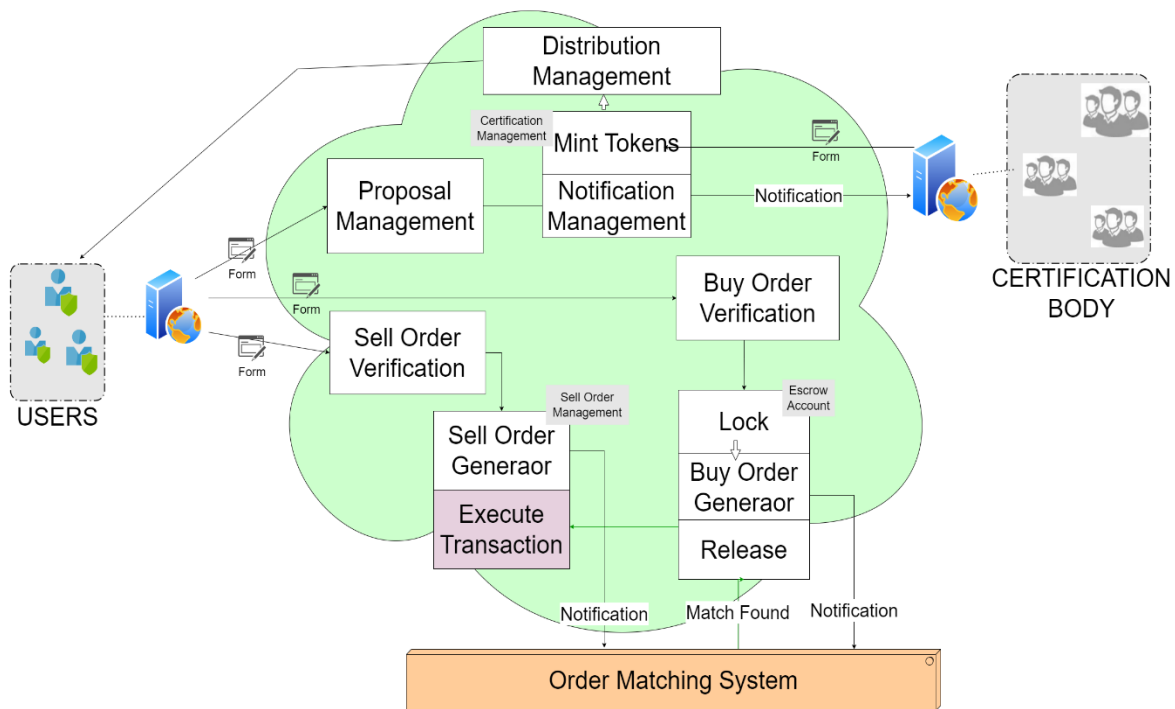 Distribution
Management
Certification
Management
Mint Tokens
Form
Proposal
Management
Notification
Management
Notification
Form
CERTIFICATION
BODY
Form
Buy Order
Verification
Sell Order
Verification
Form
USERS
Sell Order
Management
Escrow
Account
Sell Order
Generaor
Lock
Buy Order
Generaor
Execute
Transaction
Release
Notification
Match Found
Notification
Order Matching System